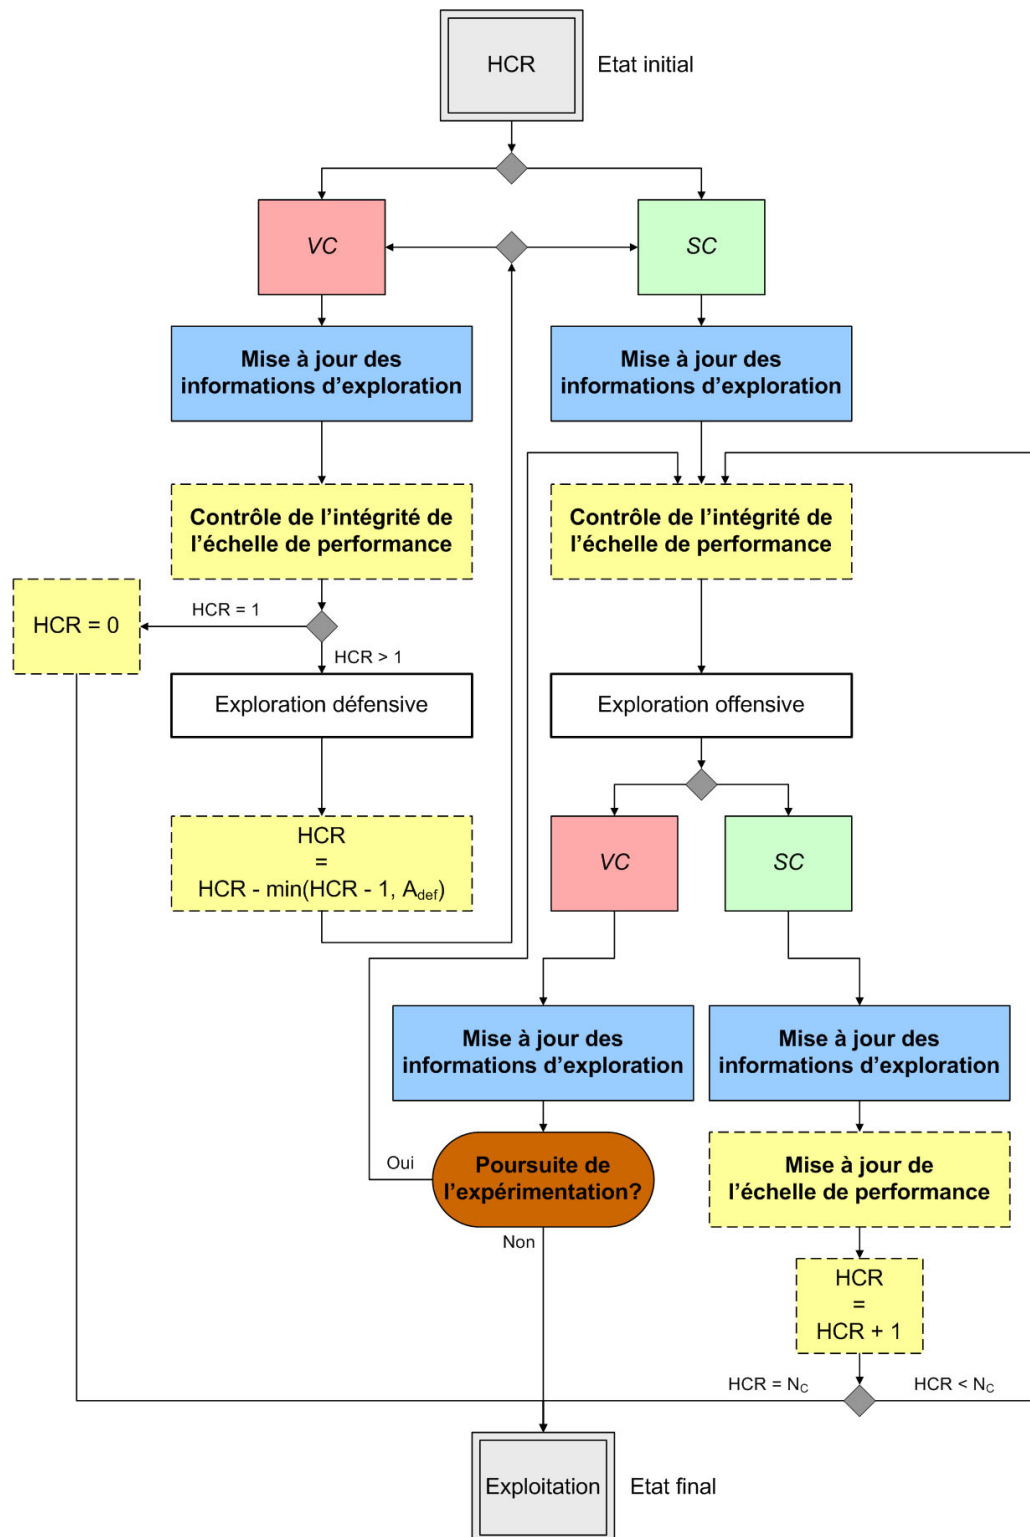 HCR
Etat initial
VC
SC
Mise à jour des
informations d'exploration
Mise à jour des
informations d'exploration
Contrôle de l'intégrité de
l'échelle de performance
Contrôle de l'intégrité de
l'échelle de performance
HCR = 0
HCR = 1
HCR > 1
Exploration défensive
Exploration offensive
HCR
=
HCR - min(HCR - 1, A_def)
VC
SC
Mise à jour des
informations d'exploration
Mise à jour des
informations d'exploration
Oui
Poursuite de
l'expérimentation?
Non
Mise à jour de
l'échelle de performance
HCR
=
HCR + 1
HCR = N_C
HCR < N_C
Exploitation
Etat final